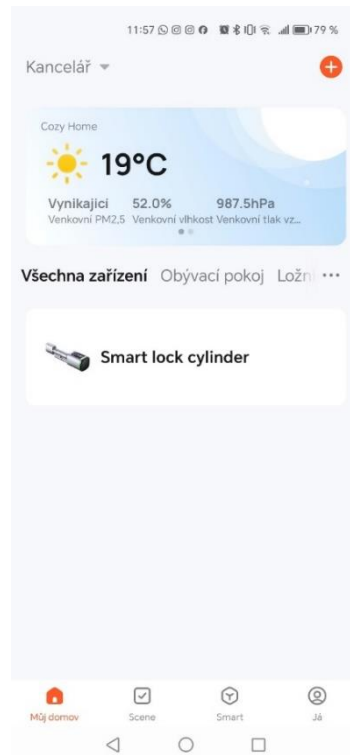 11:57 79 %
Kancelář
Cozy Home
19°C
Vynikající 52.0% 987.5hPa
Venkovní PM2,5 Venkovní vlhkost Venkovní tlak vz...
Všechna zařízení Obývací pokoj Ložn
Smart lock cylinder
Můj domov Scene Smart Já